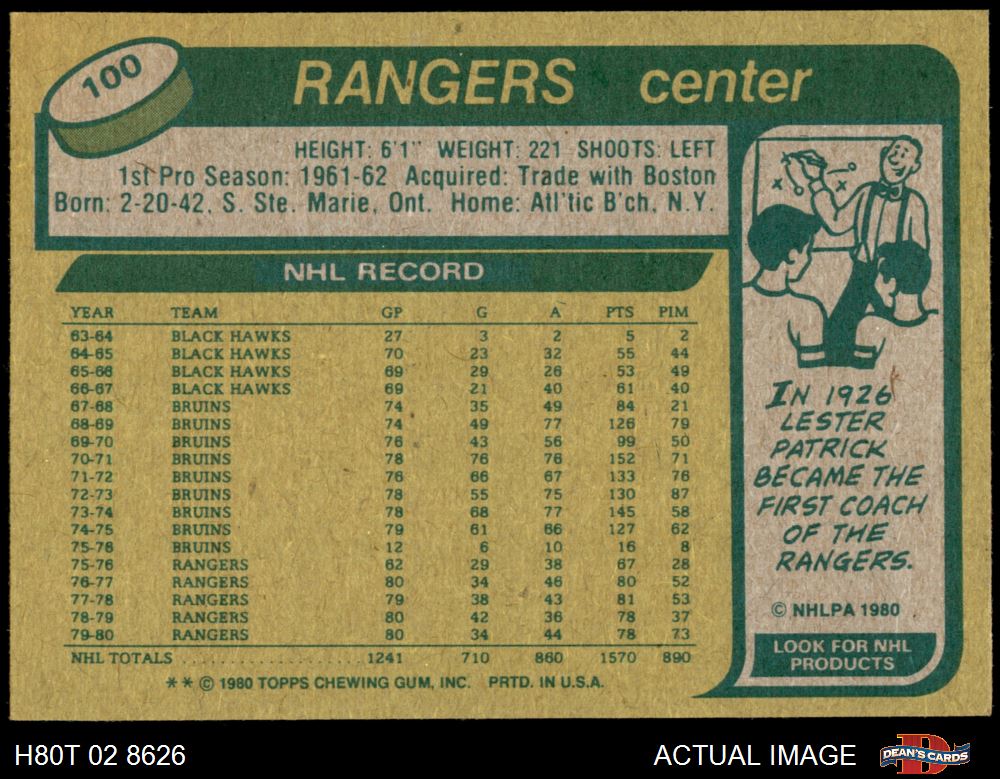 100
RANGERS center
HEIGHT: 6'1" WEIGHT: 221 SHOOTS: LEFT
1st Pro Season: 1961-62 Acquired: Trade with Boston
Born: 2-20-42, S. Ste. Marie, Ont. Home: Atl'tic B'ch, N.Y.
NHL RECORD
YEAR TEAM GP G A PTS PIM
63-64 BLACK HAWKS 27 3 2 5 2
64-65 BLACK HAWKS 70 23 32 55 44
65-66 BLACK HAWKS 69 29 26 53 49
66-67 BLACK HAWKS 69 21 40 61 40
67-68 BRUINS 74 35 49 84 21
68-69 BRUINS 74 49 77 126 79
69-70 BRUINS 76 43 56 99 50
70-71 BRUINS 78 76 76 152 71
71-72 BRUINS 76 66 67 133 76
72-73 BRUINS 78 55 75 130 87
73-74 BRUINS 78 68 77 145 58
74-75 BRUINS 79 61 66 127 62
75-76 BRUINS 12 6 10 16 8
75-76 RANGERS 62 29 38 67 28
76-77 RANGERS 80 34 46 80 52
77-78 RANGERS 79 38 43 81 53
78-79 RANGERS 80 42 36 78 37
79-80 RANGERS 80 34 44 78 73
NHL TOTALS . . . . . . . . . . . . . . . . . 1241 710 860 1570 890
** © 1980 TOPPS CHEWING GUM, INC. PRTD. IN U.S.A.
IN 1926
LESTER
PATRICK
BECAME THE
FIRST COACH
OF THE
RANGERS.
© NHLPA 1980
LOOK FOR NHL
PRODUCTS
H80T 02 8626 ACTUAL IMAGE DEAN'S CARDS